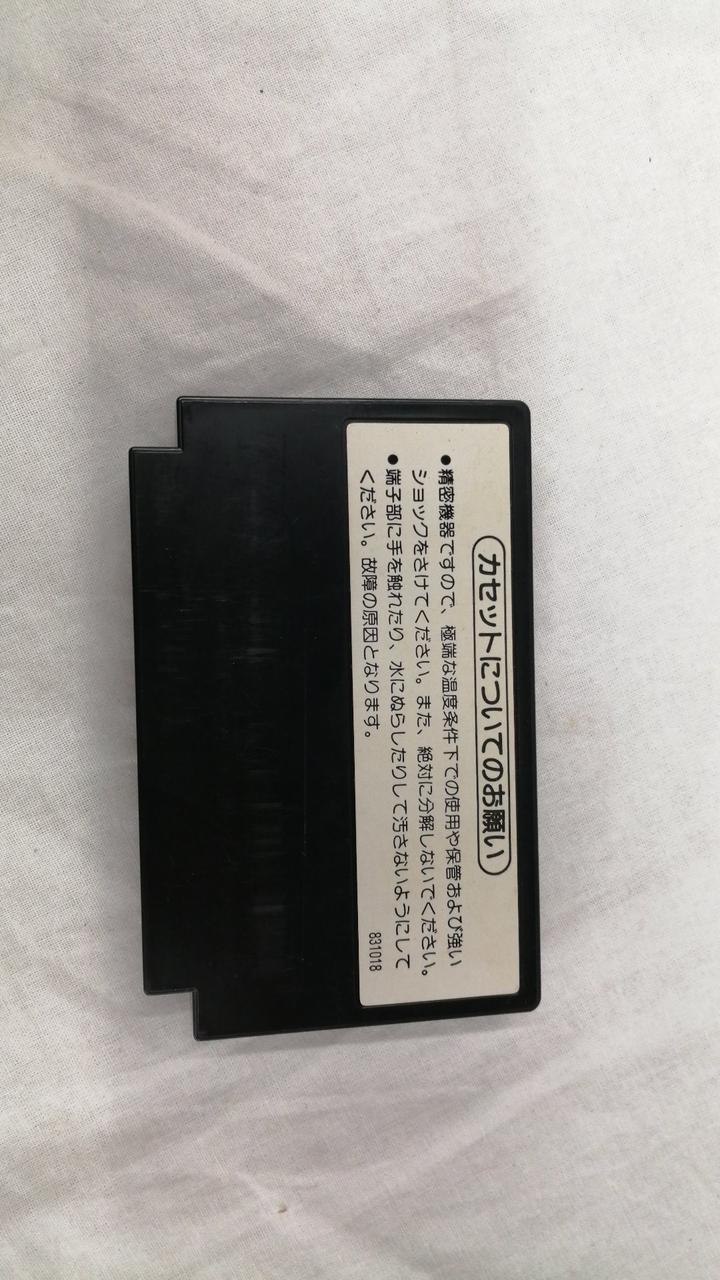 カセットについてのお願い
●精密機器ですので、極端な温度条件下での使用や保管および強い
ショックをさけてください。また、絶対に分解しないでください。
●端子部に手を触れたり、水にぬらしたりして汚さないようにして
ください。故障の原因となります。
831018